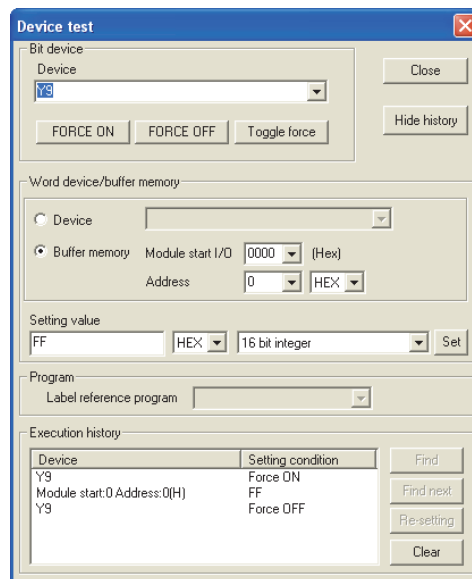 Device test
Bit device
Device
Y9
Close
FORCE ON FORCE OFF Toggle force
Hide history
Word device/buffer memory
Device
Buffer memory Module start I/O 0000 (Hex)
Address 0 HEX
Setting value
FF HEX 16 bit integer Set
Program
Label reference program
Execution history
Device Setting condition
Y9 Force ON
Module start:0 Address:0(H) FF
Y9 Force OFF
Find
Find next
Re-setting
Clear